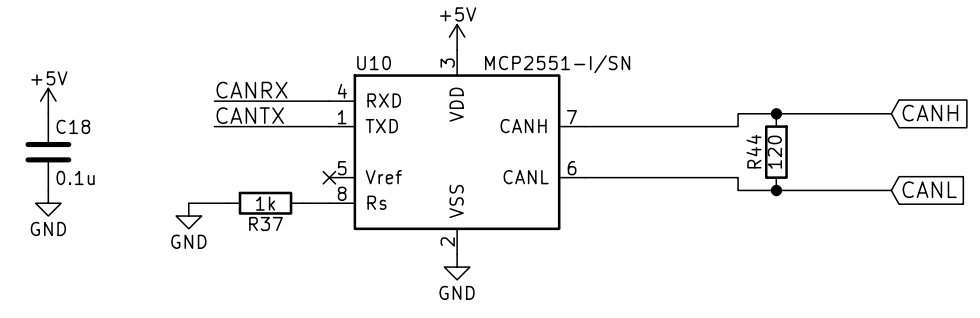 +5V
C18
0.1u
GND
+5V
U10
MCP2551-I/SN
3
VDD
CANRX
4
RXD
CANTX
1
TXD
5
Vref
8
Rs
1k
R37
GND
VSS
2
GND
CANH
7
CANL
6
R44
120
CANH
CANL